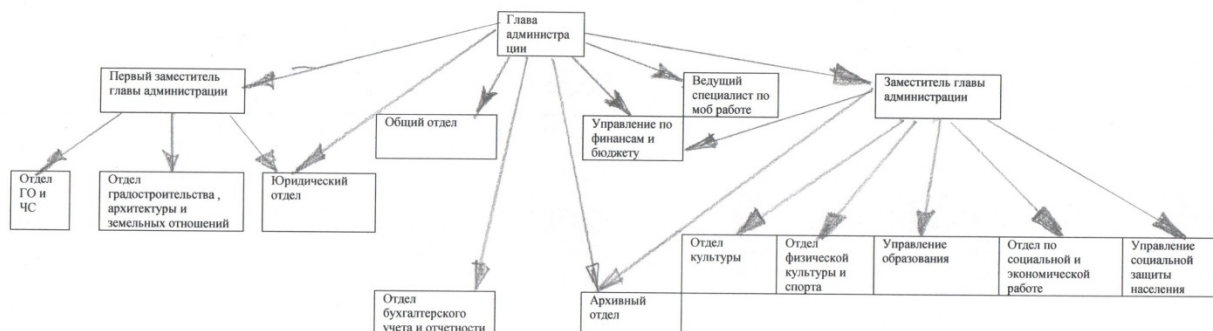 Глава
администра
ции
Первый заместитель
главы администрации
Ведущий
специалист по
моб работе
Заместитель главы
администрации
Общий отдел
Управление по
финансам и
бюджету
Отдел
ГО и
ЧС
Отдел
градостроительства ,
архитектуры и
земельных отношений
Юридический
отдел
Отдел
культуры
Отдел
физической
культуры и
спорта
Управление
образования
Отдел по
социальной и
экономической
работе
Управление
социальной
защиты
населения
Отдел
бухгалтерского
учета и отчетности
Архивный
отдел